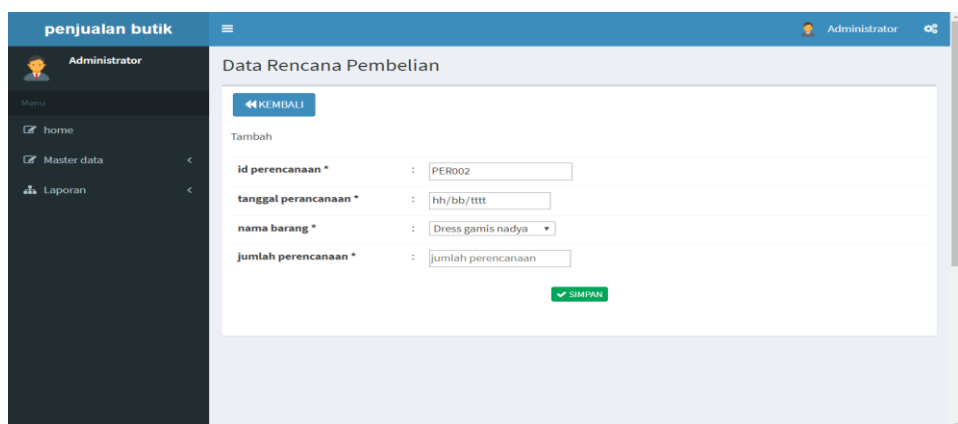 penjualan butik
Administrator
Administrator
Menu
home
Master data
Laporan
Data Rencana Pembelian
KEMBALI
Tambah
id perencanaan * : PER002
tanggal perancanaan * : hh/bb/tttt
nama barang * : Dress gamis nadya
jumlah perencanaan * : jumlah perencanaan
SIMPAN